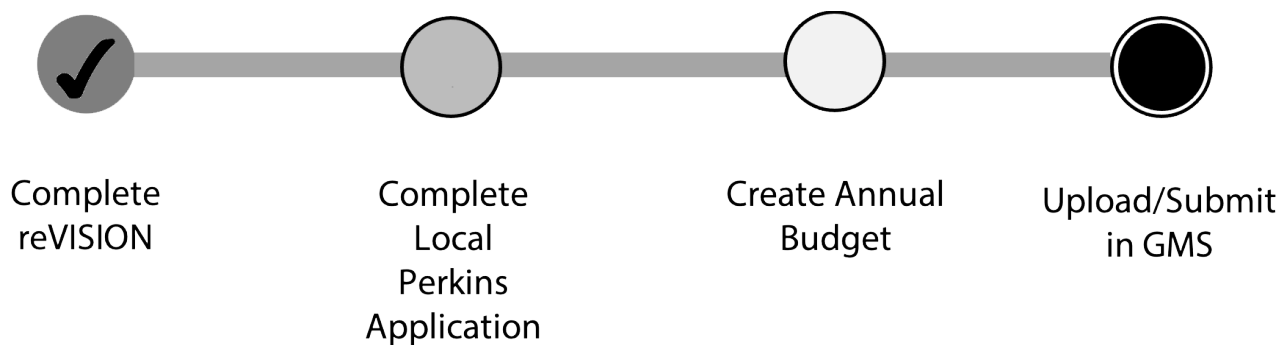 Complete
reVISION
Complete
Local
Perkins
Application
Create Annual
Budget
Upload/Submit
in GMS